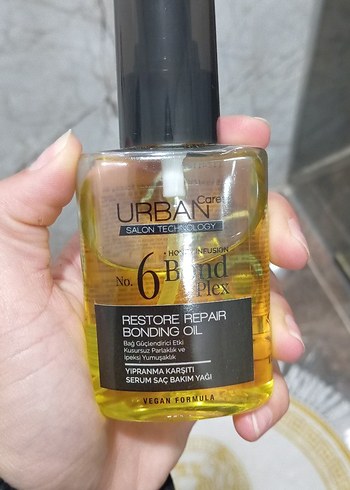 URBAN Care
SALON TECHNOLOGY
No. 6 Bond
Plex
RESTORE REPAIR
BONDING OIL
Bağ Güçlendirici Etki
Kusursuz Parlaklık ve
İpeksi Yumuşaklık
YIPRANMA KARŞITI
SERUM SAÇ BAKIM YAĞI
VEGAN FORMULA